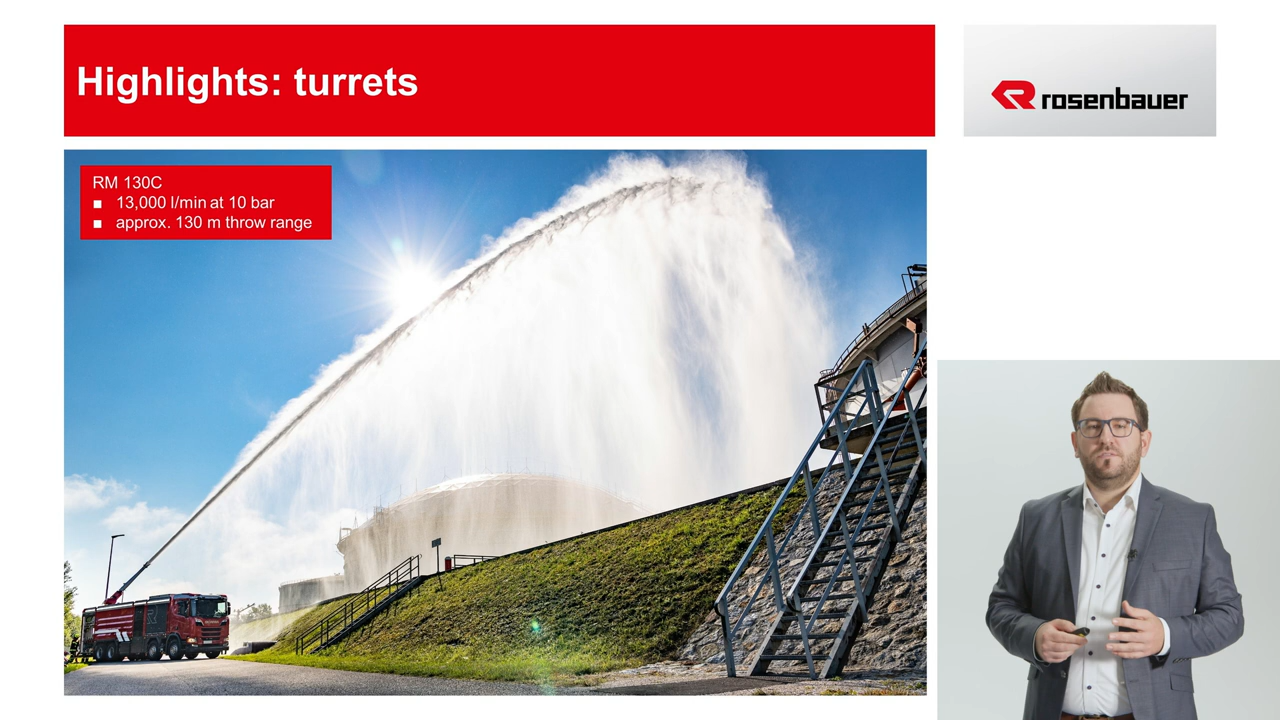 Highlights: turrets
rosenbauer
RM 130C
■ 13,000 l/min at 10 bar
■ approx. 130 m throw range